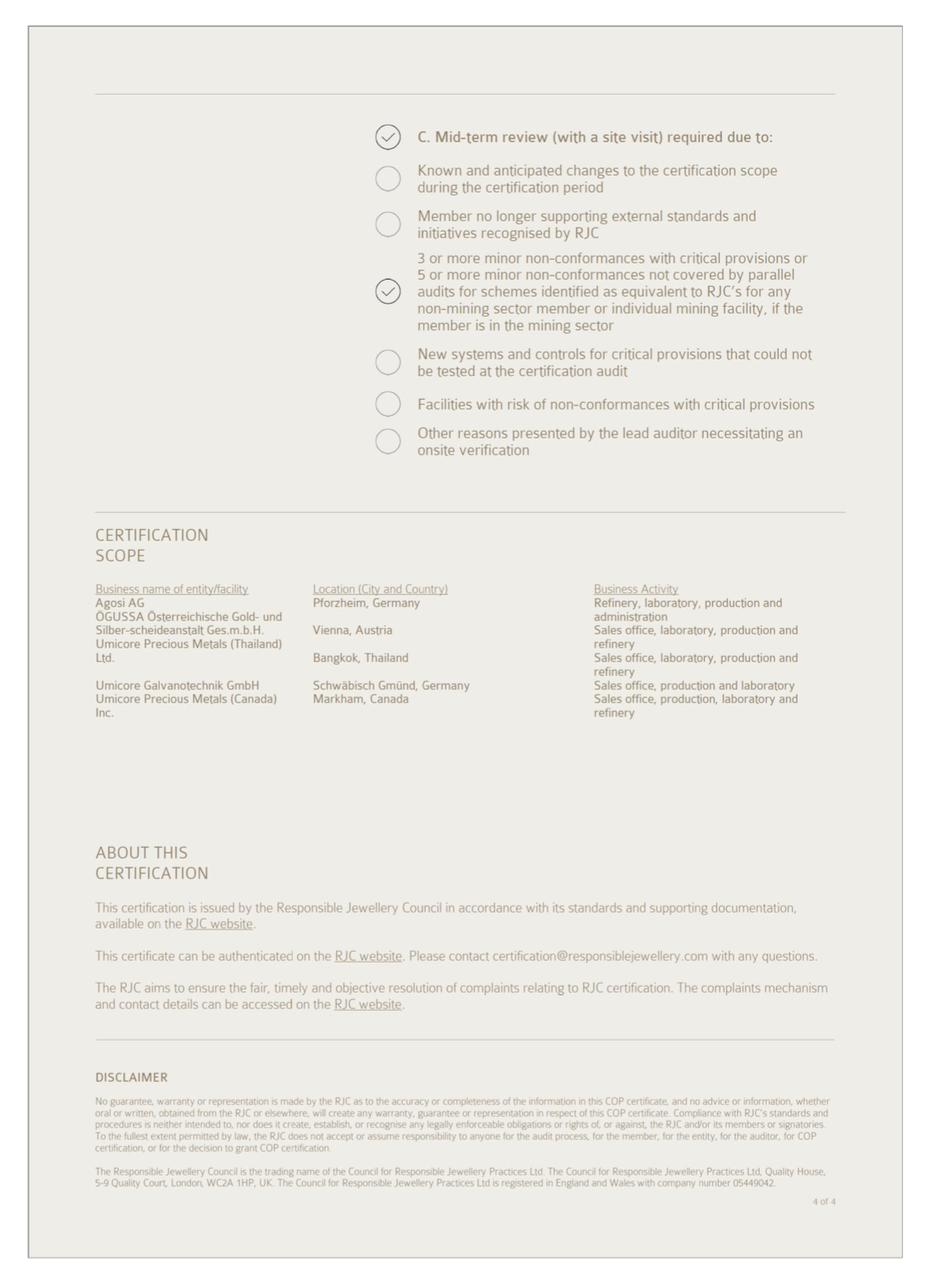 C. Mid-term review (with a site visit) required due to:
Known and anticipated changes to the certification scope
during the certification period
Member no longer supporting external standards and
initiatives recognised by RJC
3 or more minor non-conformances with critical provisions or
5 or more minor non-conformances not covered by parallel
audits for schemes identified as equivalent to RJC's for any
non-mining sector member or individual mining facility, if the
member is in the mining sector
New systems and controls for critical provisions that could not
be tested at the certification audit
Facilities with risk of non-conformances with critical provisions
Other reasons presented by the lead auditor necessitating an
onsite verification
CERTIFICATION
SCOPE
Business name of entity/facility Location (City and Country) Business Activity
Agosi AG Pforzheim, Germany Refinery, laboratory, production and
administration
ÖGUSSA Österreichische Gold- und
Silber-scheideanstalt Ges.m.b.H. Vienna, Austria Sales office, laboratory, production and
refinery
Umicore Precious Metals (Thailand)
Ltd. Bangkok, Thailand Sales office, laboratory, production and
refinery
Umicore Galvanotechnik GmbH Schwäbisch Gmünd, Germany Sales office, production and laboratory
Umicore Precious Metals (Canada) Markham, Canada Sales office, production, laboratory and
Inc. refinery
ABOUT THIS
CERTIFICATION
This certification is issued by the Responsible Jewellery Council in accordance with its standards and supporting documentation,
available on the RJC website.
This certificate can be authenticated on the RJC website. Please contact certification@responsiblejewellery.com with any questions.
The RJC aims to ensure the fair, timely and objective resolution of complaints relating to RJC certification. The complaints mechanism
and contact details can be accessed on the RJC website.
DISCLAIMER
No guarantee, warranty or representation is made by the RJC as to the accuracy or completeness of the information in this COP certificate, and no advice or information, whether
oral or written, obtained from the RJC or elsewhere, will create any warranty, guarantee or representation in respect of this COP certificate. Compliance with RJC's standards and
procedures is neither intended to, nor does it create, establish, or recognise any legally enforceable obligations or rights of, or against, the RJC and/or its members or signatories.
To the fullest extent permitted by law, the RJC does not accept or assume responsibility to anyone for the audit process, for the member, for the entity, for the auditor, for COP
certification, or for the decision to grant COP certification.
The Responsible Jewellery Council is the trading name of the Council for Responsible Jewellery Practices Ltd. The Council for Responsible Jewellery Practices Ltd, Quality House,
5-9 Quality Court, London, WC2A 1HP, UK. The Council for Responsible Jewellery Practices Ltd is registered in England and Wales with company number 05449042.
4 of 4